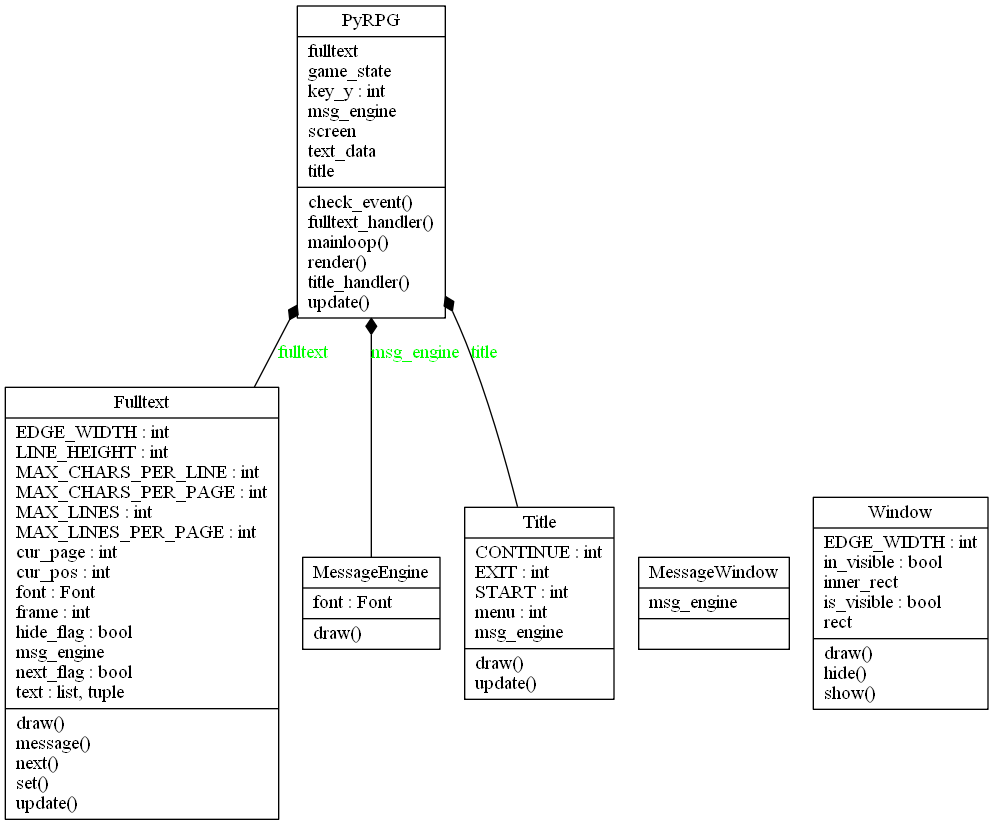 PyRPG
fulltext
game_state
key_y : int
msg_engine
screen
text_data
title
check_event()
fulltext_handler()
mainloop()
render()
title_handler()
update()
fulltext
msg_engine
title
Fulltext
EDGE_WIDTH : int
LINE_HEIGHT : int
MAX_CHARS_PER_LINE : int
MAX_CHARS_PER_PAGE : int
MAX_LINES : int
MAX_LINES_PER_PAGE : int
cur_page : int
cur_pos : int
font : Font
frame : int
hide_flag : bool
msg_engine
next_flag : bool
text : list, tuple
draw()
message()
next()
set()
update()
MessageEngine
font : Font
draw()
Title
CONTINUE : int
EXIT : int
START : int
menu : int
msg_engine
draw()
update()
MessageWindow
msg_engine
Window
EDGE_WIDTH : int
in_visible : bool
inner_rect
is_visible : bool
rect
draw()
hide()
show()